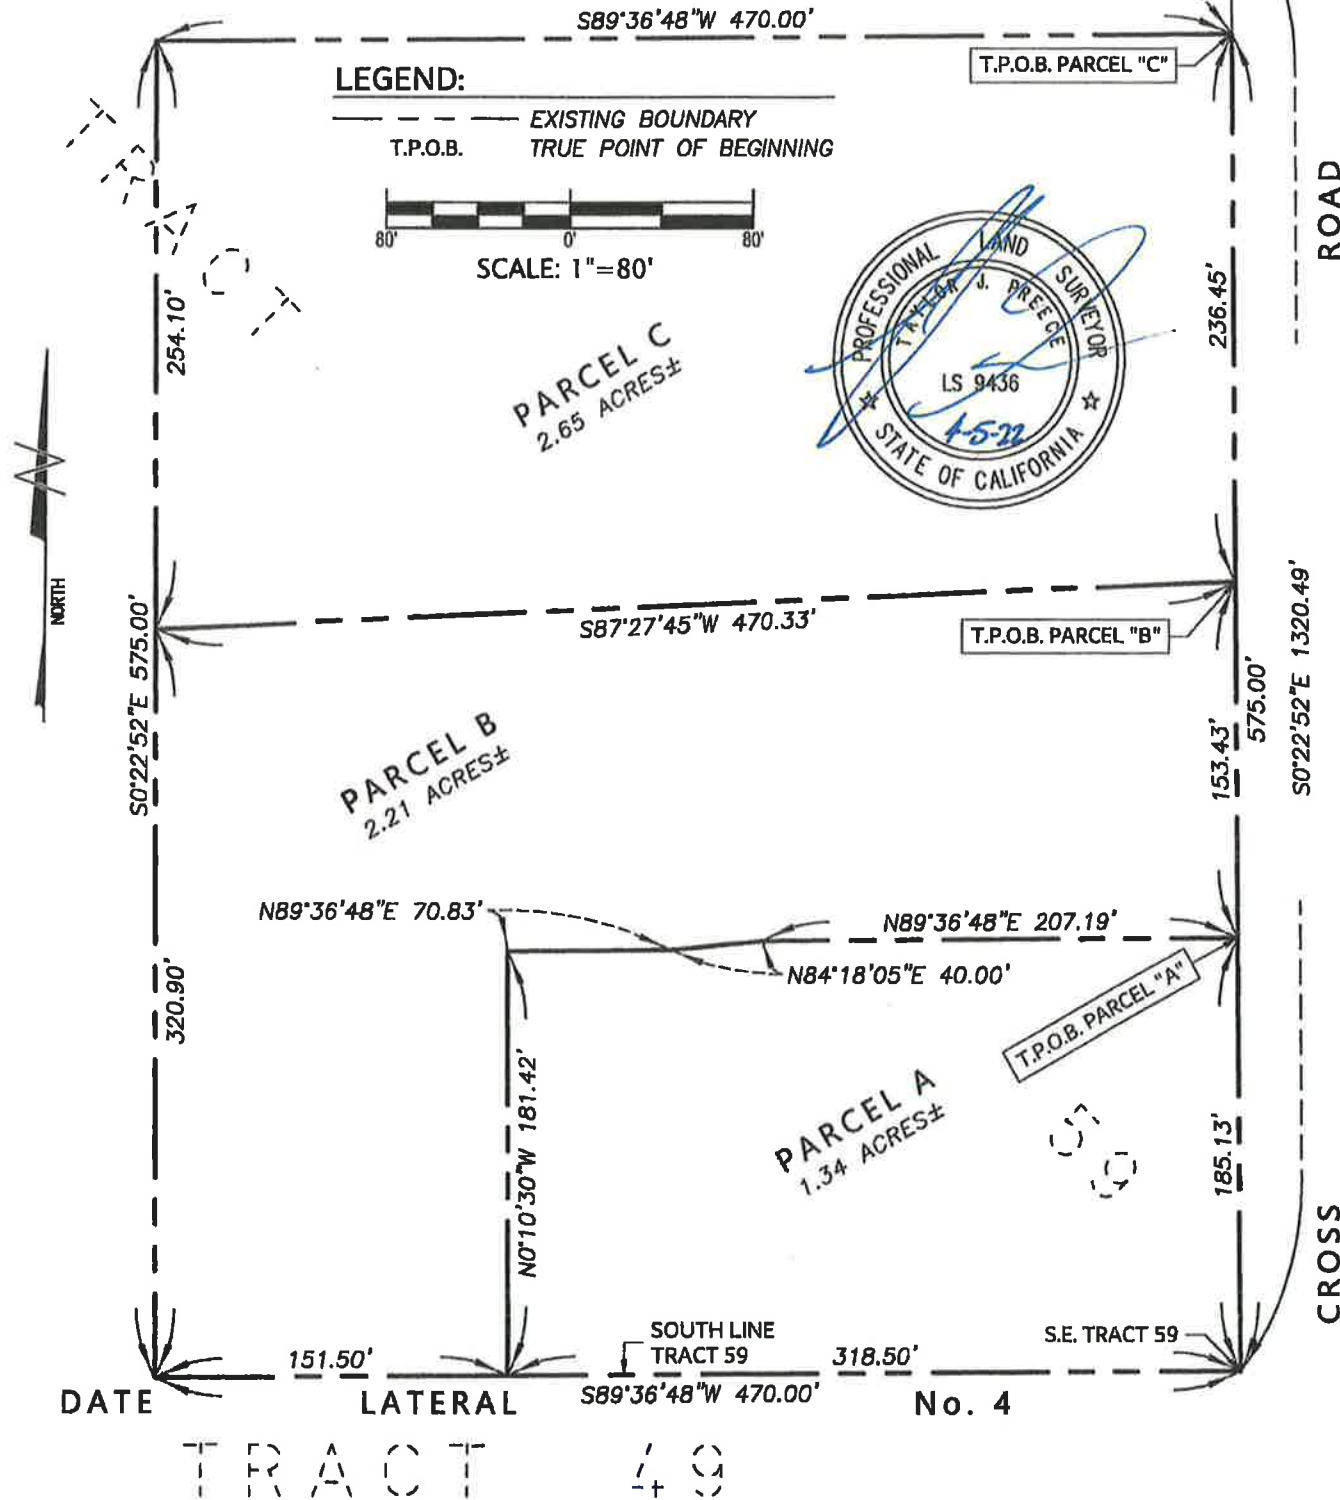 S89°36'48"W 470.00'
T.P.O.B. PARCEL "C"
LEGEND:
EXISTING BOUNDARY
T.P.O.B. TRUE POINT OF BEGINNING
80' 0' 80'
SCALE: 1"=80'
TRACT
ROAD
254.10'
236.45'
PARCEL C
2.65 ACRES±
PROFESSIONAL LAND SURVEYOR
TAYLOR J. PREECE
LS 9436
4-5-22
STATE OF CALIFORNIA
NORTH
S87°27'45"W 470.33'
T.P.O.B. PARCEL "B"
S0°22'52"E 575.00'
575.00'
S0°22'52"E 1320.49'
153.43'
PARCEL B
2.21 ACRES±
N89°36'48"E 70.83'
N89°36'48"E 207.19'
N84°18'05"E 40.00'
T.P.O.B. PARCEL "A"
320.90'
N0°10'30"W 181.42'
PARCEL A
1.34 ACRES±
59
185.13'
CROSS
SOUTH LINE
TRACT 59
S.E. TRACT 59
151.50'
318.50'
S89°36'48"W 470.00'
DATE LATERAL No. 4
TRACT 49